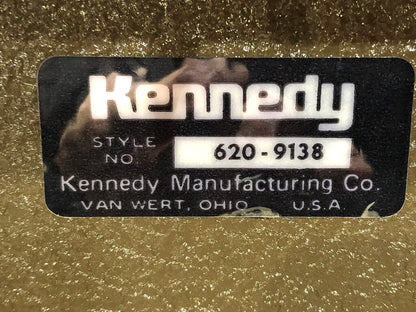 Kennedy
STYLE
NO. 620-9138
Kennedy Manufacturing Co.
VAN WERT, OHIO U.S.A